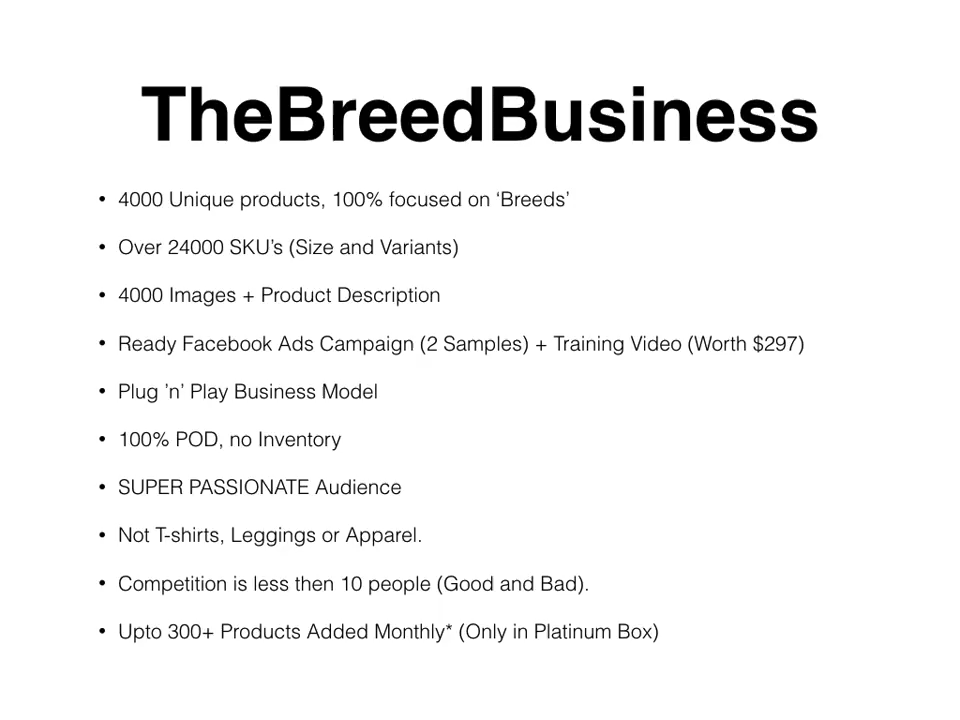 TheBreedBusiness
• 4000 Unique products, 100% focused on ‘Breeds’
• Over 24000 SKU’s (Size and Variants)
• 4000 Images + Product Description
• Ready Facebook Ads Campaign (2 Samples) + Training Video (Worth $297)
• Plug ’n’ Play Business Model
• 100% POD, no Inventory
• SUPER PASSIONATE Audience
• Not T-shirts, Leggings or Apparel.
• Competition is less then 10 people (Good and Bad).
• Upto 300+ Products Added Monthly* (Only in Platinum Box)